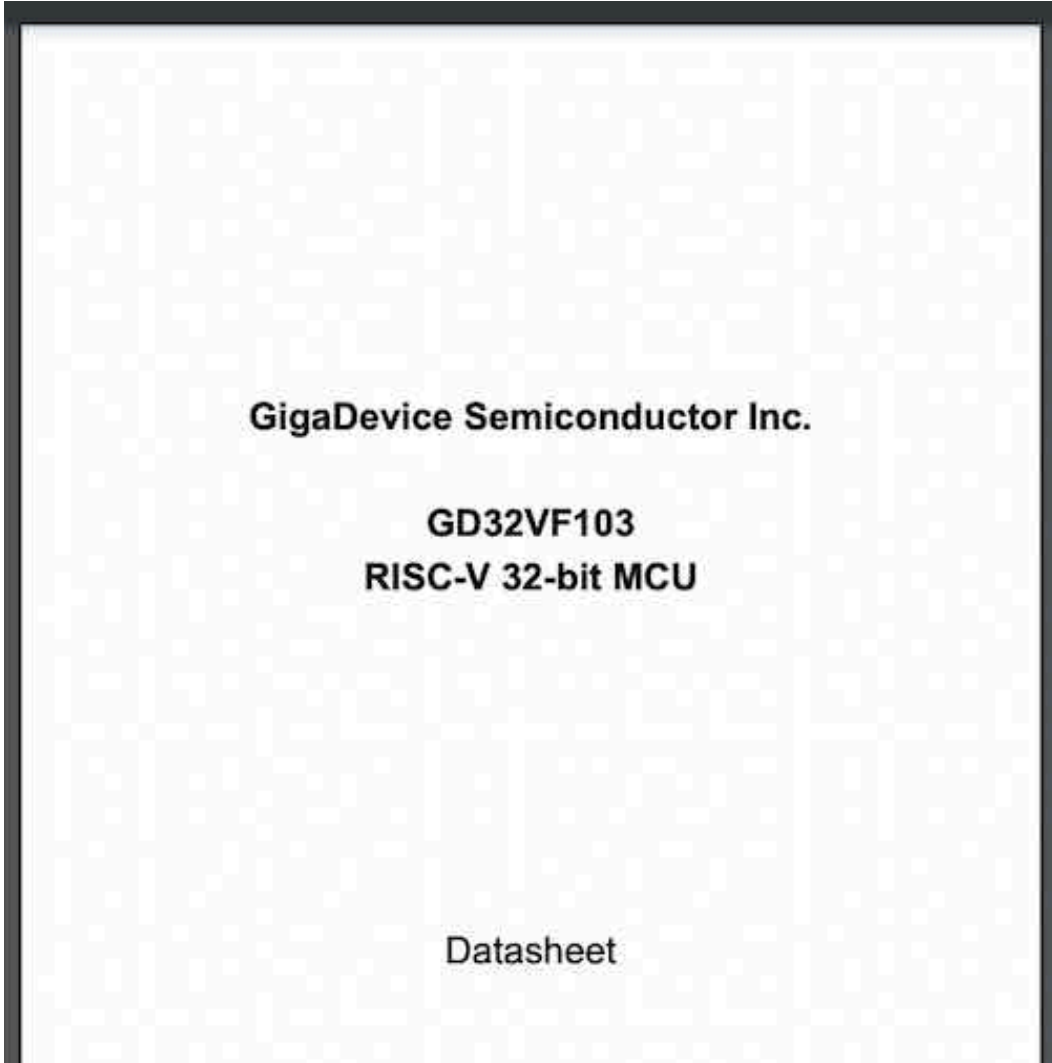 GigaDevice Semiconductor Inc.
GD32VF103
RISC-V 32-bit MCU
Datasheet